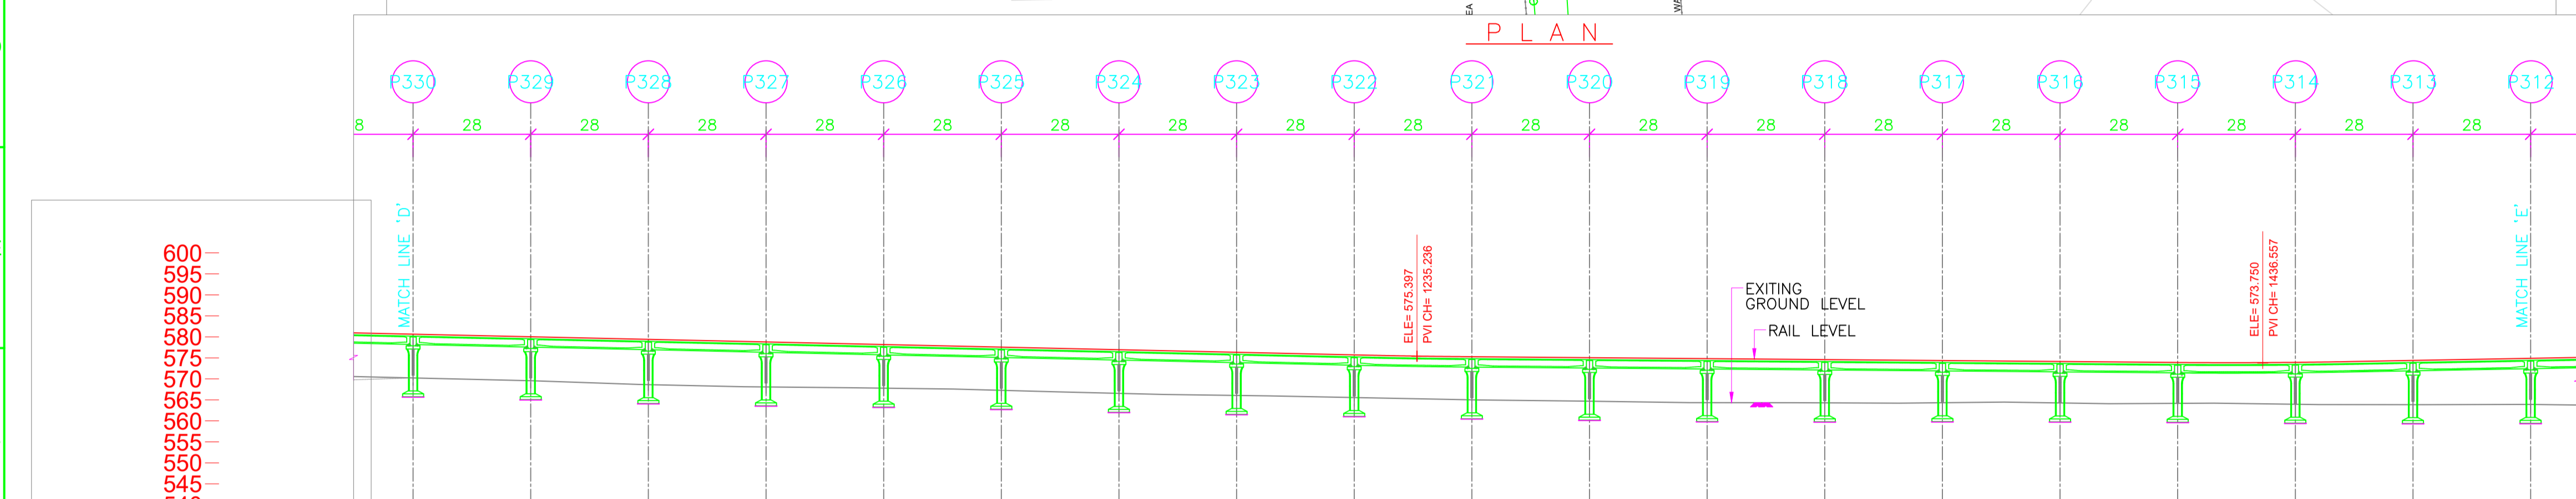 EA
WA
P L A N
P330 P329 P328 P327 P326 P325 P324 P323 P322 P321 P320 P319 P318 P317 P316 P315 P314 P313 P312
8 28 28 28 28 28 28 28 28 28 28 28 28 28 28 28 28 28 28
MATCH LINE 'D'
ELE= 575.397
PVI CH= 1235.236
EXITING
GROUND LEVEL
RAIL LEVEL
ELE= 573.750
PVI CH= 1436.557
MATCH LINE 'E'
600
595
590
585
580
575
570
565
560
555
550
545